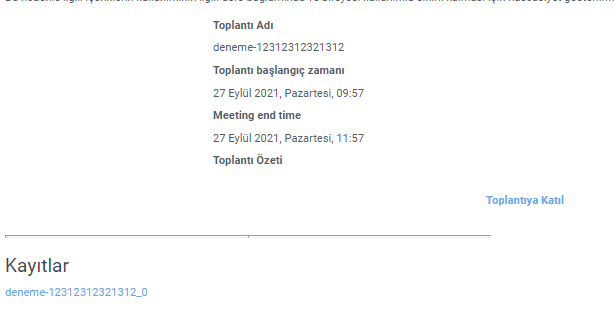 Toplantı Adı
deneme-12312312321312
Toplantı başlangıç zamanı
27 Eylül 2021, Pazartesi, 09:57
Meeting end time
27 Eylül 2021, Pazartesi, 11:57
Toplantı Özeti
Toplantıya Katıl
Kayıtlar
deneme-12312312321312_0